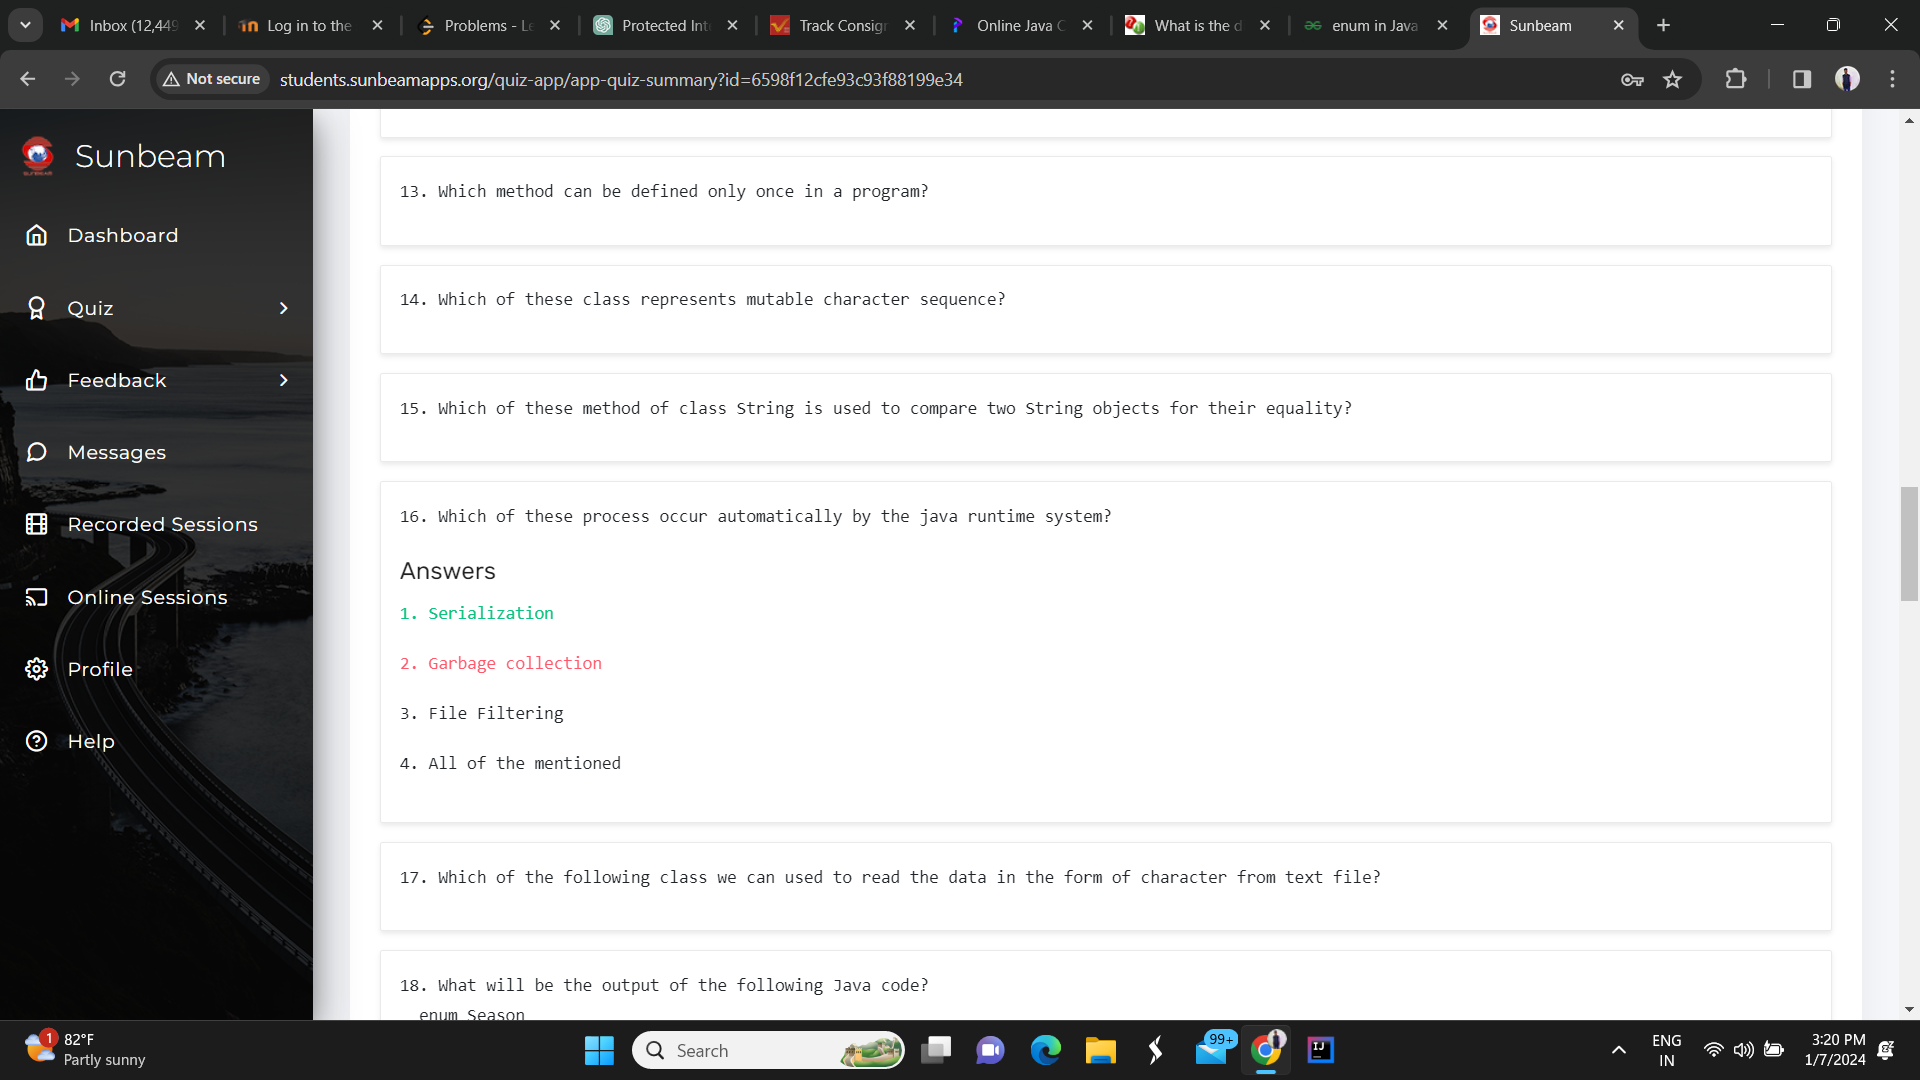 Inbox (12,449
Log in to the
Problems - Le
Protected Int
Track Consign
Online Java C
What is the d
enum in Java
Sunbeam
Not secure
students.sunbeamapps.org/quiz-app/app-quiz-summary?id=6598f12cfe93c93f88199e34
Sunbeam
Dashboard
Quiz
Feedback
Messages
Recorded Sessions
Online Sessions
Profile
Help
13. Which method can be defined only once in a program?
14. Which of these class represents mutable character sequence?
15. Which of these method of class String is used to compare two String objects for their equality?
16. Which of these process occur automatically by the java runtime system?
Answers
1. Serialization
2. Garbage collection
3. File Filtering
4. All of the mentioned
17. Which of the following class we can used to read the data in the form of character from text file?
18. What will be the output of the following Java code?
enum Season
1
82°F
Partly sunny
Search
99+
IJ
ENG
IN
3:20 PM
1/7/2024